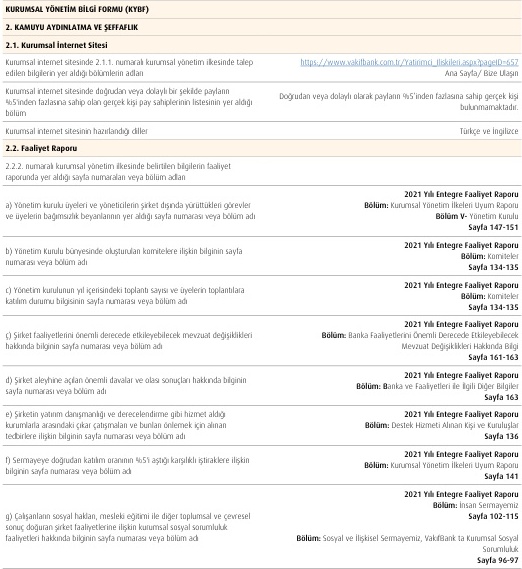 KURUMSAL YÖNETİM BİLGİ FORMU (KYBF)
2. KAMUYU AYDINLATMA VE ŞEFFAFLIK
2.1. Kurumsal İnternet Sitesi
Kurumsal internet sitesinde 2.1.1. numaralı kurumsal yönetim ilkesinde talep
edilen bilgilerin yer aldığı bölümlerin adları
https://www.vakifbank.com.tr/Yatirimci_Iliskileri.aspx?pageID=657
Ana Sayfa/ Bize Ulaşın
Kurumsal internet sitesinde doğrudan veya dolaylı bir şekilde payların
%5'inden fazlasına sahip olan gerçek kişi pay sahiplerinin listesinin yer aldığı
bölüm
Doğrudan veya dolaylı olarak payların %5'inden fazlasına sahip gerçek kişi
bulunmamaktadır.
Kurumsal internet sitesinin hazırlandığı diller
Türkçe ve İngilizce
2.2. Faaliyet Raporu
2.2.2. numaralı kurumsal yönetim ilkesinde belirtilen bilgilerin faaliyet
raporunda yer aldığı sayfa numaraları veya bölüm adları
a) Yönetim kurulu üyeleri ve yöneticilerin şirket dışında yürüttükleri görevler
ve üyelerin bağımsızlık beyanlarının yer aldığı sayfa numarası veya bölüm adı
2021 Yılı Entegre Faaliyet Raporu
Bölüm: Kurumsal Yönetim İlkeleri Uyum Raporu
Bölüm V- Yönetim Kurulu
Sayfa 147-151
b) Yönetim Kurulu bünyesinde oluşturulan komitelere ilişkin bilginin sayfa
numarası veya bölüm adı
2021 Yılı Entegre Faaliyet Raporu
Bölüm: Komiteler
Sayfa 134-135
c) Yönetim kurulunun yıl içerisindeki toplantı sayısı ve üyelerin toplantılara
katılım durumu bilgisinin sayfa numarası veya bölüm adı
2021 Yılı Entegre Faaliyet Raporu
Bölüm: Komiteler
Sayfa 134-135
ç) Şirket faaliyetlerini önemli derecede etkileyebilecek mevzuat değişiklikleri
hakkında bilginin sayfa numarası veya bölüm adı
2021 Yılı Entegre Faaliyet Raporu
Bölüm: Banka Faaliyetlerini Önemli Derecede Etkileyebilecek
Mevzuat Değişiklikleri Hakkında Bilgi
Sayfa 161-163
d) Şirket aleyhine açılan önemli davalar ve olası sonuçları hakkında bilginin
sayfa numarası veya bölüm adı
2021 Yılı Entegre Faaliyet Raporu
Bölüm: Banka ve Faaliyetleri ile İlgili Diğer Bilgiler
Sayfa 163
e) Şirketin yatırım danışmanlığı ve derecelendirme gibi hizmet aldığı
kurumlarla arasındaki çıkar çatışmaları ve bunları önlemek için alınan
tedbirlere ilişkin bilginin sayfa numarası veya bölüm adı
2021 Yılı Entegre Faaliyet Raporu
Bölüm: Destek Hizmeti Alınan Kişi ve Kuruluşlar
Sayfa 136
f) Sermayeye doğrudan katılım oranının %5'i aştığı karşılıklı iştiraklere ilişkin
bilginin sayfa numarası veya bölüm adı
2021 Yılı Entegre Faaliyet Raporu
Bölüm: Kurumsal Yönetim İlkeleri Uyum Raporu
Sayfa 141
g) Çalışanların sosyal hakları, mesleki eğitimi ile diğer toplumsal ve çevresel
sonuç doğuran şirket faaliyetlerine ilişkin kurumsal sosyal sorumluluk
faaliyetleri hakkında bilginin sayfa numarası veya bölüm adı
2021 Yılı Entegre Faaliyet Raporu
Bölüm: İnsan Sermayemiz
Sayfa 102-115
Bölüm: Sosyal ve İlişkisel Sermayemiz, VakıfBank ta Kurumsal Sosyal
Sorumluluk
Sayfa 96-97